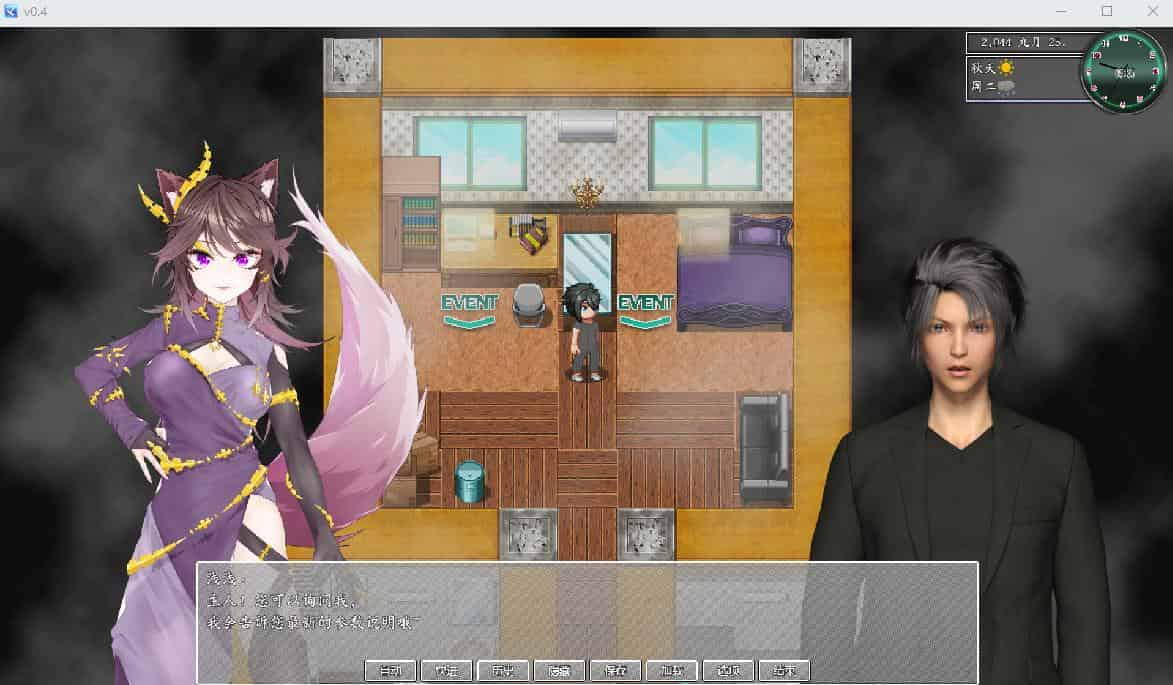 v0.4
2,044 九月 25.
秋天
周二
EVENT
EVENT
浅浅:
主人！您可以询问我，
我会告诉您最新的参数说明哦~
自动
快进
历史
隐藏
保存
加载
选项
结束